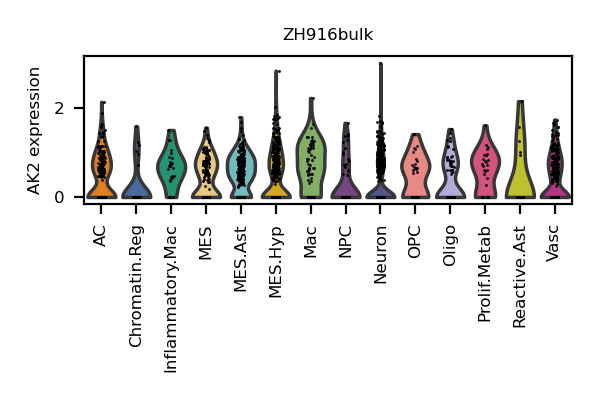 ZH916bulk
AK2 expression
2
0
AC
Chromatin.Reg
Inflammatory.Mac
MES
MES.Ast
MES.Hyp
Mac
NPC
Neuron
OPC
Oligo
Prolif.Metab
Reactive.Ast
Vasc